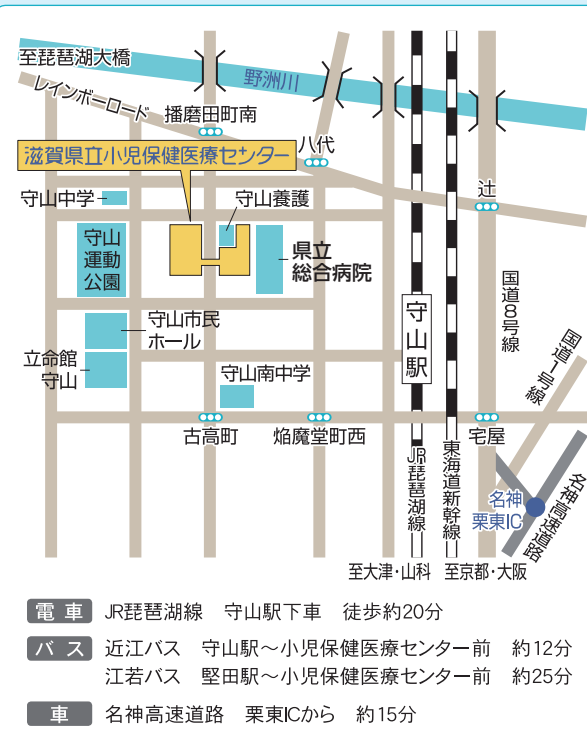 至琵琶湖大橋
野洲川
レインボーロード
播磨田町南
八代
滋賀県立小児保健医療センター
辻
守山中学
守山養護
守山
運動
公園
県立
総合病院
国道8号線
守山駅
守山市民
ホール
国道1号線
立命館
守山
守山南中学
古高町
焔魔堂町西
宅屋
JR琵琶湖線
東海道新幹線
名神
栗東IC
名神高速道路
至大津・山科
至京都・大阪
電車 JR琵琶湖線 守山駅下車 徒歩約20分
バス 近江バス 守山駅～小児保健医療センター前 約12分
江若バス 堅田駅～小児保健医療センター前 約25分
車 名神高速道路 栗東ICから 約15分